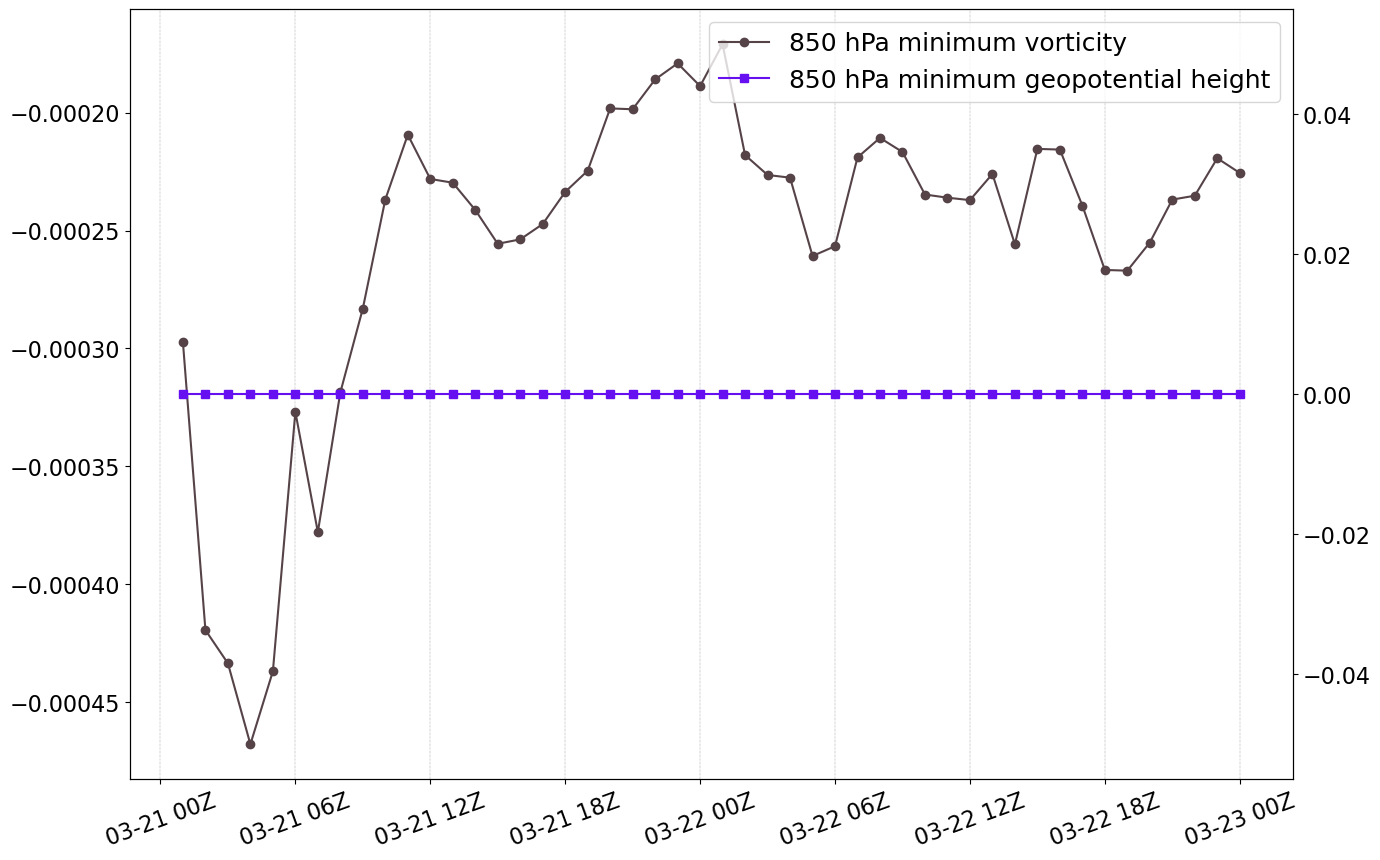 850 hPa minimum vorticity
850 hPa minimum geopotential height
−0.00020
−0.00025
−0.00030
−0.00035
−0.00040
−0.00045
0.04
0.02
0.00
−0.02
−0.04
03-21 00Z
03-21 06Z
03-21 12Z
03-21 18Z
03-22 00Z
03-22 06Z
03-22 12Z
03-22 18Z
03-23 00Z